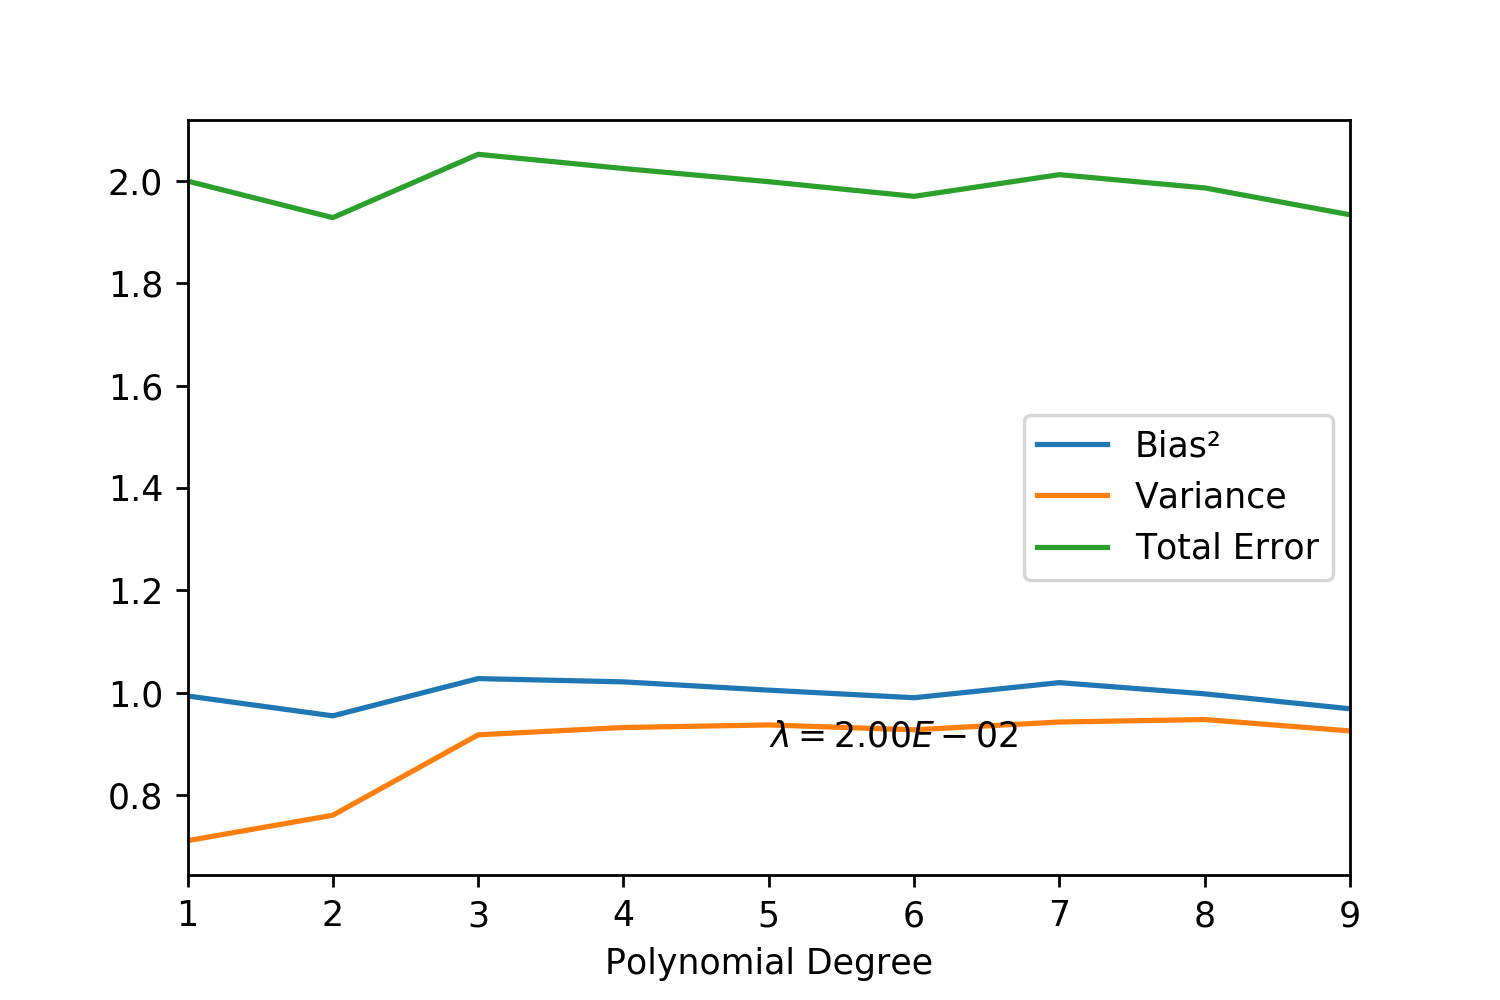 2.0
1.8
1.6
1.4
1.2
1.0
0.8
Bias²
Variance
Total Error
λ = 2.00E − 02
1 2 3 4 5 6 7 8 9
Polynomial Degree